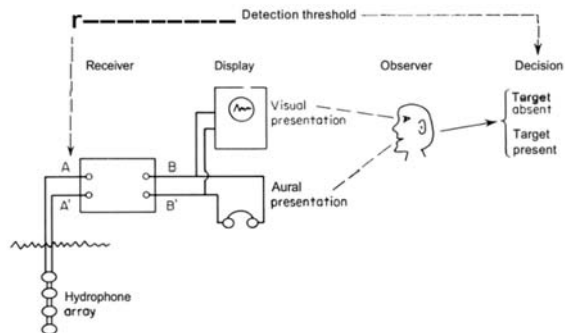 Detection threshold
Receiver
Display
Observer
Decision
Visual
presentation
Target
absent
Target
present
A
B
A'
B'
Aural
presentation
Hydrophone
array